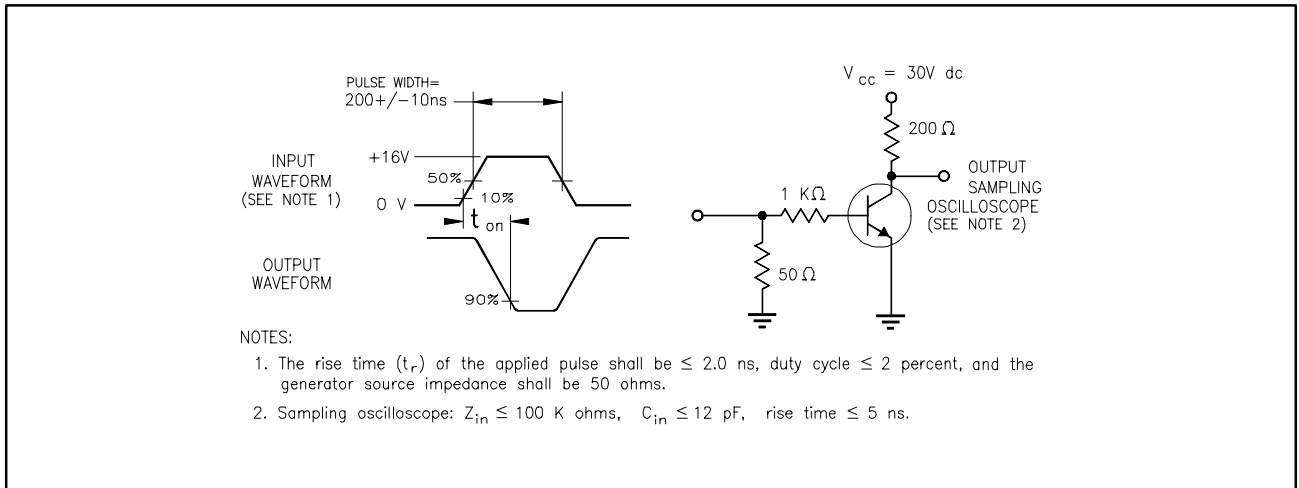 PULSE WIDTH=
200+/-10ns
INPUT
WAVEFORM
(SEE NOTE 1)
+16V
50%
10%
0 V
t on
OUTPUT
WAVEFORM
90%
V cc = 30V dc
200 Ω
OUTPUT
SAMPLING
OSCILLOSCOPE
(SEE NOTE 2)
1 KΩ
50 Ω
NOTES:
1. The rise time (tr) of the applied pulse shall be ≤ 2.0 ns, duty cycle ≤ 2 percent, and the
generator source impedance shall be 50 ohms.
2. Sampling oscilloscope: Zin ≤ 100 K ohms, Cin ≤ 12 pF, rise time ≤ 5 ns.